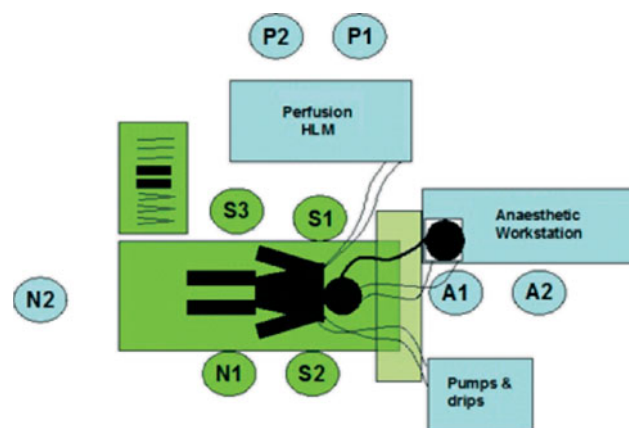 P2
P1
Perfusion
HLM
S3
S1
Anaesthetic
Workstation
N2
A1
A2
N1
S2
Pumps &
drips